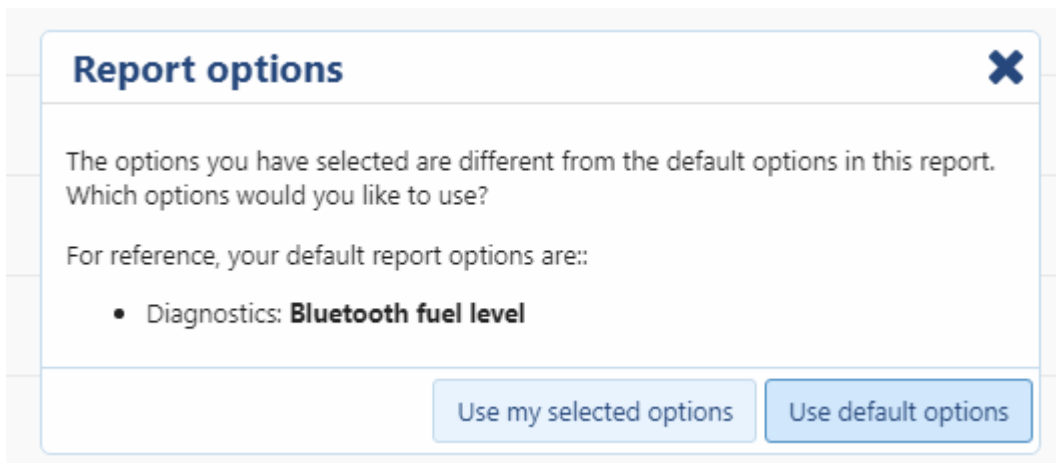 Report options
The options you have selected are different from the default options in this report.
Which options would you like to use?
For reference, your default report options are::
• Diagnostics: Bluetooth fuel level
Use my selected options
Use default options